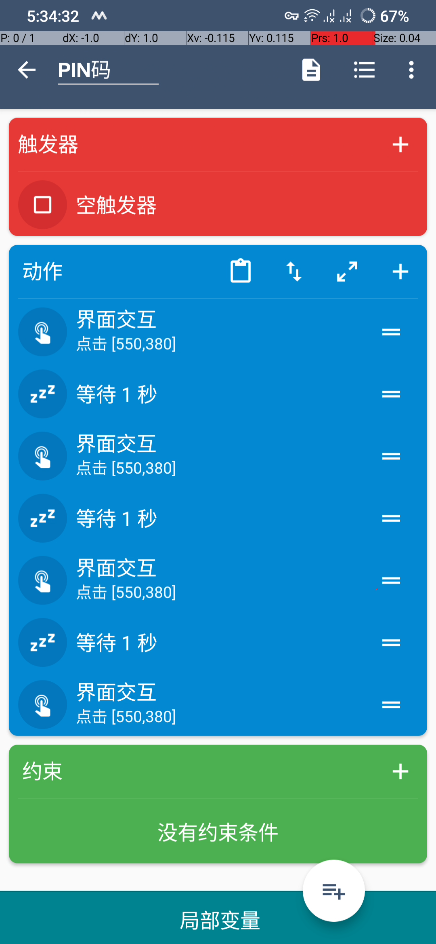 5:34:32 67%
P: 0 / 1 dX: -1.0 dY: 1.0 Xv: -0.115 Yv: 0.115 Prs: 1.0 Size: 0.04
PIN码
触发器
空触发器
动作
界面交互
点击 [550,380]
zzz 等待 1 秒
界面交互
点击 [550,380]
zzz 等待 1 秒
界面交互
点击 [550,380]
zzz 等待 1 秒
界面交互
点击 [550,380]
约束
没有约束条件
局部变量